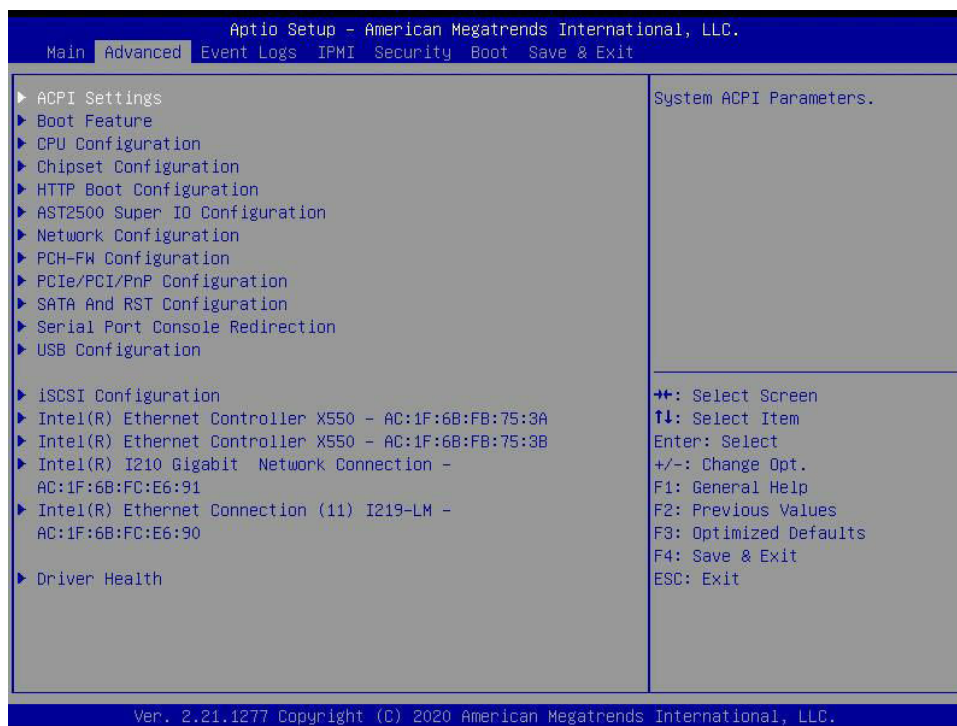 Aptio Setup – American Megatrends International, LLC.
Main Advanced Event Logs IPMI Security Boot Save & Exit
▶ ACPI Settings
▶ Boot Feature
▶ CPU Configuration
▶ Chipset Configuration
▶ HTTP Boot Configuration
▶ AST2500 Super IO Configuration
▶ Network Configuration
▶ PCH-FW Configuration
▶ PCIe/PCI/PnP Configuration
▶ SATA And RST Configuration
▶ Serial Port Console Redirection
▶ USB Configuration
▶ iSCSI Configuration
▶ Intel(R) Ethernet Controller X550 – AC:1F:6B:FB:75:3A
▶ Intel(R) Ethernet Controller X550 – AC:1F:6B:FB:75:3B
▶ Intel(R) I210 Gigabit  Network Connection –
AC:1F:6B:FC:E6:91
▶ Intel(R) Ethernet Connection (11) I219-LM –
AC:1F:6B:FC:E6:90
▶ Driver Health
System ACPI Parameters.
→←: Select Screen
↑↓: Select Item
Enter: Select
+/-: Change Opt.
F1: General Help
F2: Previous Values
F3: Optimized Defaults
F4: Save & Exit
ESC: Exit
Ver. 2.21.1277 Copyright (C) 2020 American Megatrends International, LLC.